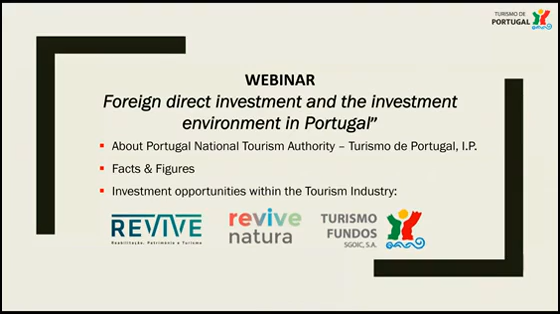 TURISMO DE
PORTUGAL
WEBINAR
Foreign direct investment and the investment
environment in Portugal”
About Portugal National Tourism Authority – Turismo de Portugal, I.P.
Facts & Figures
Investment opportunities within the Tourism Industry:
REVIVE
Reabilitação, Património e Turismo
revive
natura
TURISMO
FUNDOS
SGOIC, S.A.